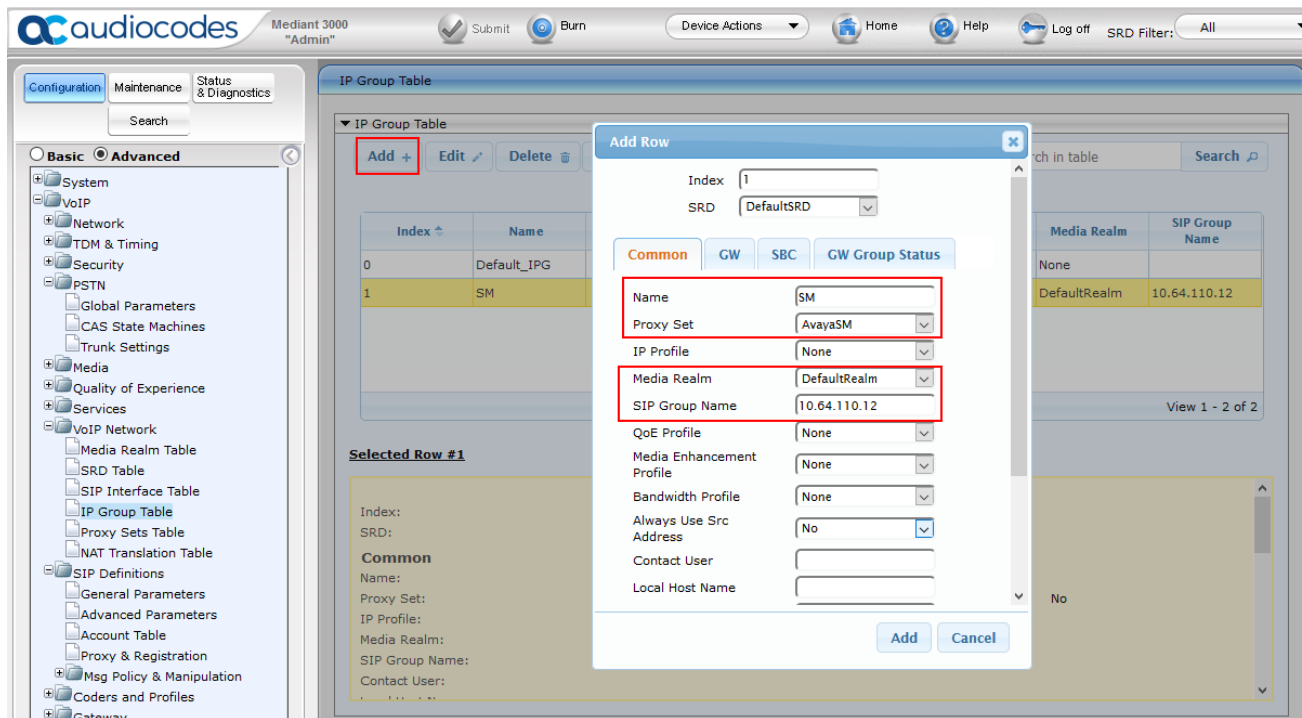 audiocodes
Mediant 3000
"Admin"
Submit
Burn
Device Actions
Home
Help
Log off
SRD Filter:
All
Configuration
Maintenance
Status
& Diagnostics
Search
Basic
Advanced
System
VoIP
Network
TDM & Timing
Security
PSTN
Global Parameters
CAS State Machines
Trunk Settings
Media
Quality of Experience
Services
VoIP Network
Media Realm Table
SRD Table
SIP Interface Table
IP Group Table
Proxy Sets Table
NAT Translation Table
SIP Definitions
General Parameters
Advanced Parameters
Account Table
Proxy & Registration
Msg Policy & Manipulation
Coders and Profiles
Gateway
IP Group Table
IP Group Table
Add +
Edit
Delete
in table
Search
Index
Name
Media Realm
SIP Group
Name
0
Default_IPG
None
1
SM
DefaultRealm
10.64.110.12
View 1 - 2 of 2
Selected Row #1
Index:
SRD:
Common
Name:
Proxy Set:
No
IP Profile:
Media Realm:
SIP Group Name:
Contact User:
Add Row
Index
1
SRD
DefaultSRD
Common
GW
SBC
GW Group Status
Name
SM
Proxy Set
AvayaSM
IP Profile
None
Media Realm
DefaultRealm
SIP Group Name
10.64.110.12
QoE Profile
None
Media Enhancement
Profile
None
Bandwidth Profile
None
Always Use Src
Address
No
Contact User
Local Host Name
Add
Cancel